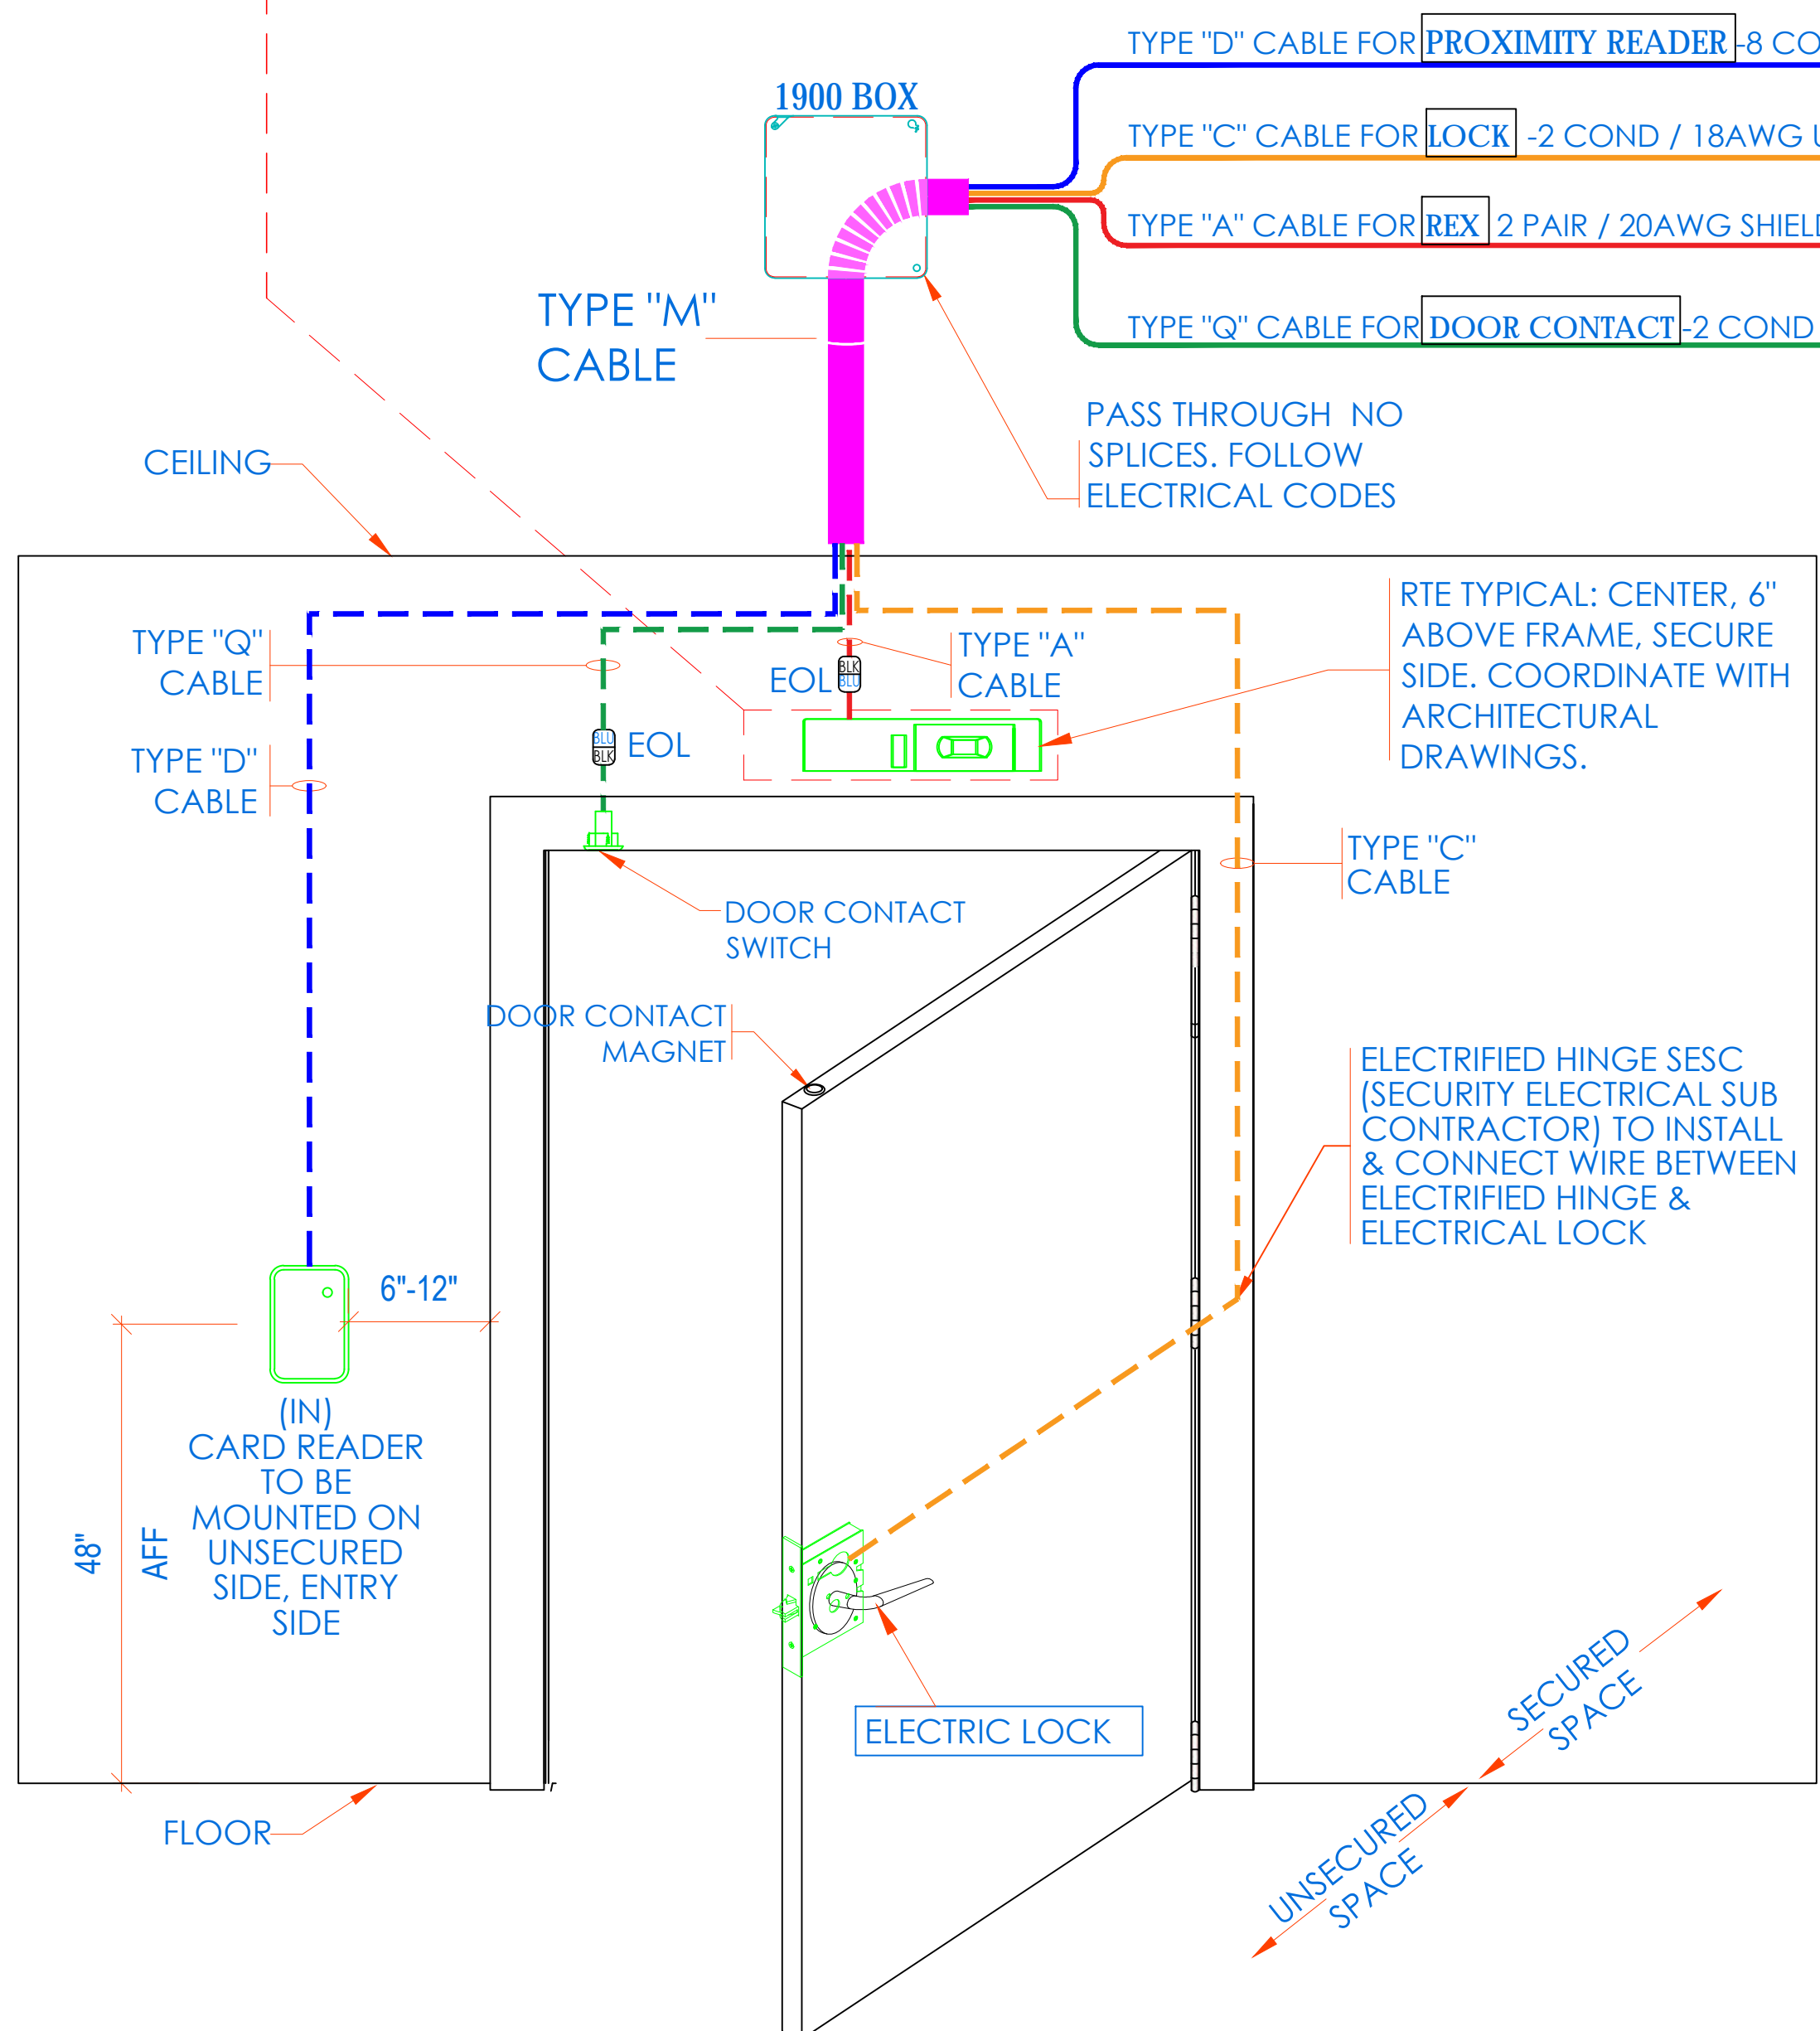 TYPE "D" CABLE FOR PROXIMITY READER -8 CO
1900 BOX
TYPE "C" CABLE FOR LOCK -2 COND / 18AWG U
TYPE "A" CABLE FOR REX 2 PAIR / 20AWG SHIEL
TYPE "Q" CABLE FOR DOOR CONTACT -2 COND
TYPE "M"
CABLE
PASS THROUGH NO
SPLICES. FOLLOW
ELECTRICAL CODES
CEILING
RTE TYPICAL: CENTER, 6"
ABOVE FRAME, SECURE
SIDE. COORDINATE WITH
ARCHITECTURAL
DRAWINGS.
TYPE "Q"
CABLE
TYPE "A"
CABLE
EOL
BLK
BLU
BLU
BLK
EOL
TYPE "D"
CABLE
TYPE "C"
CABLE
DOOR CONTACT
SWITCH
DOOR CONTACT
MAGNET
ELECTRIFIED HINGE SESC
(SECURITY ELECTRICAL SUB
CONTRACTOR) TO INSTALL
& CONNECT WIRE BETWEEN
ELECTRIFIED HINGE &
ELECTRICAL LOCK
6"-12"
(IN)
CARD READER
TO BE
MOUNTED ON
UNSECURED
SIDE, ENTRY
SIDE
48"
AFF
ELECTRIC LOCK
SECURED
SPACE
UNSECURED
SPACE
FLOOR